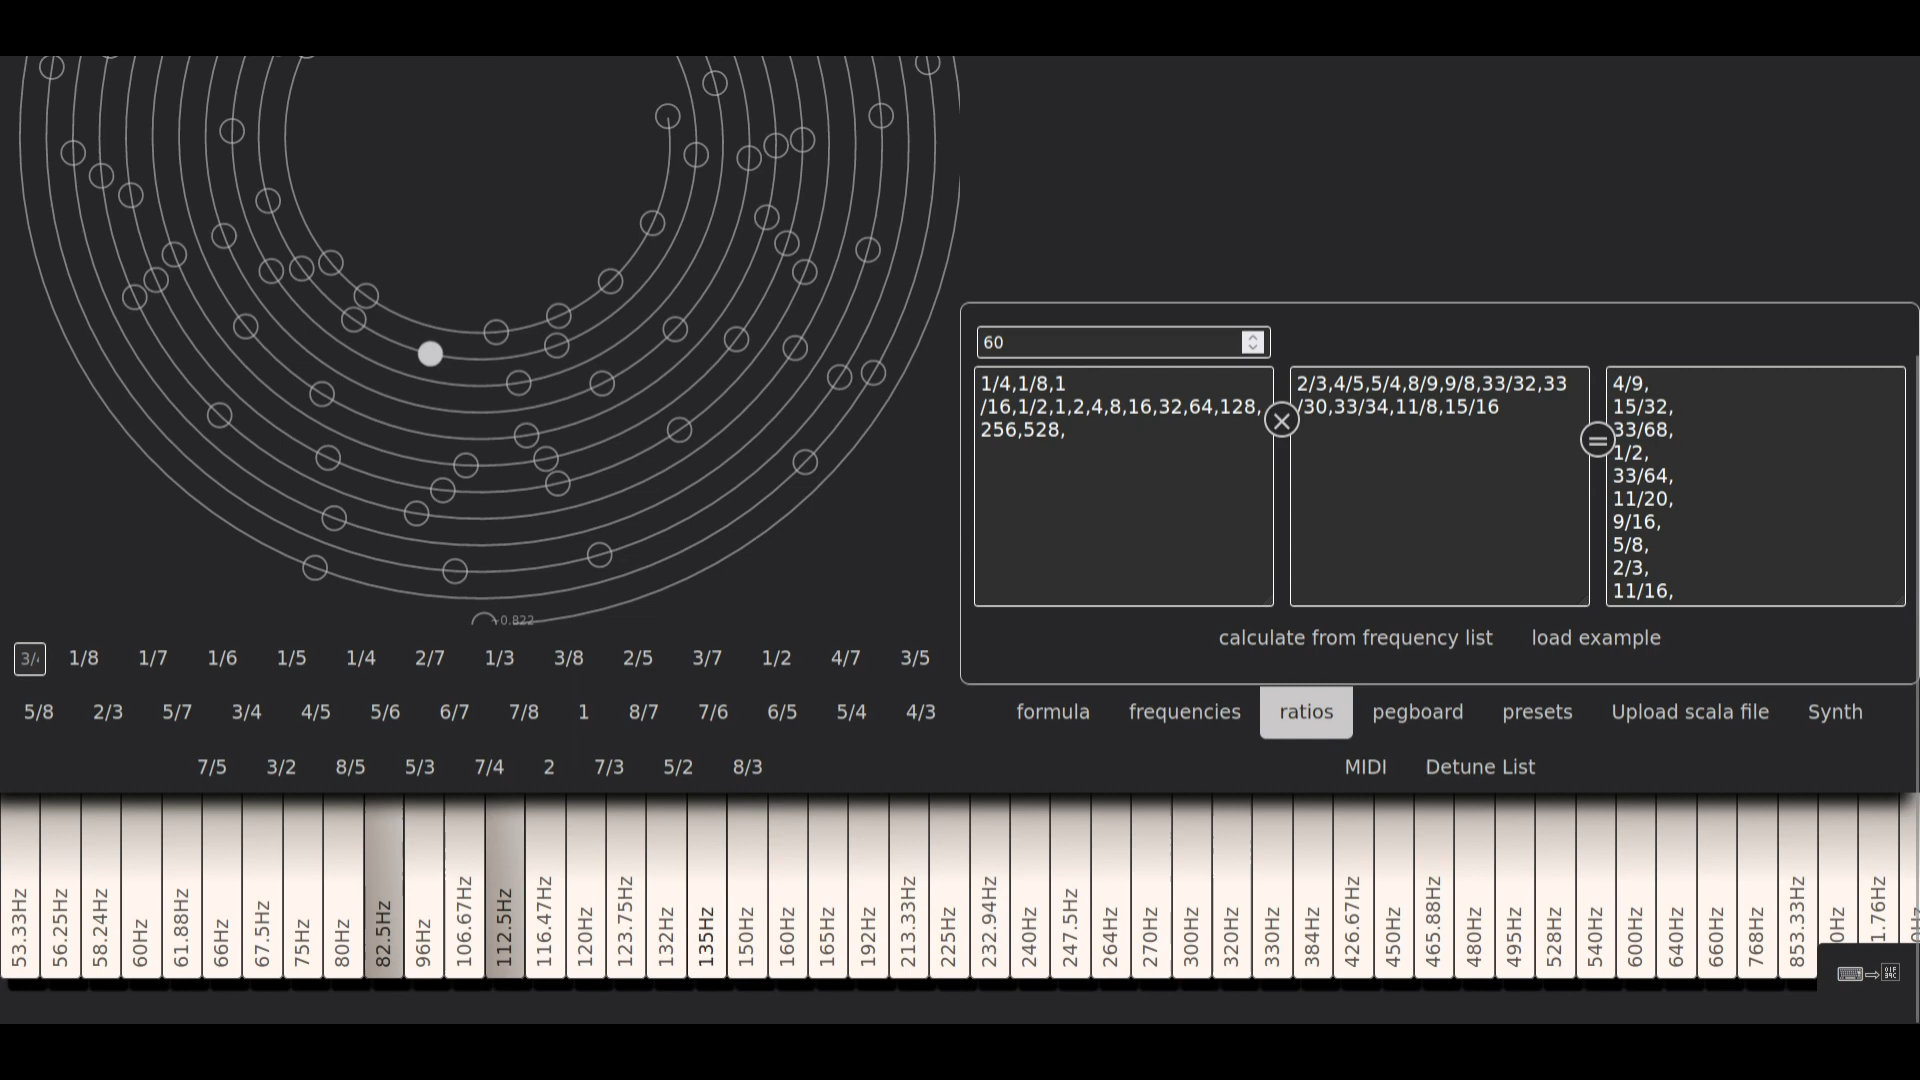 60
1/4,1/8,1
/16,1/2,1,2,4,8,16,32,64,128,
256,528,
2/3,4/5,5/4,8/9,9/8,33/32,33
/30,33/34,11/8,15/16
4/9,
15/32,
33/68,
1/2,
33/64,
11/20,
9/16,
5/8,
2/3,
11/16,
0.822
calculate from frequency list load example
1/8 1/7 1/6 1/5 1/4 2/7 1/3 3/8 2/5 3/7 1/2 4/7 3/5
5/8 2/3 5/7 3/4 4/5 5/6 6/7 7/8 1 8/7 7/6 6/5 5/4 4/3
7/5 3/2 8/5 5/3 7/4 2 7/3 5/2 8/3
formula frequencies ratios pegboard presets Upload scala file Synth
MIDI Detune List
53.33Hz
56.25Hz
58.24Hz
60Hz
61.88Hz
66Hz
67.5Hz
75Hz
80Hz
82.5Hz
96Hz
106.67Hz
112.5Hz
116.47Hz
120Hz
123.75Hz
132Hz
135Hz
150Hz
160Hz
165Hz
192Hz
213.33Hz
225Hz
232.94Hz
240Hz
247.5Hz
264Hz
270Hz
300Hz
320Hz
330Hz
384Hz
426.67Hz
450Hz
465.88Hz
480Hz
495Hz
528Hz
540Hz
600Hz
640Hz
660Hz
768Hz
853.33Hz
0Hz
1.76Hz